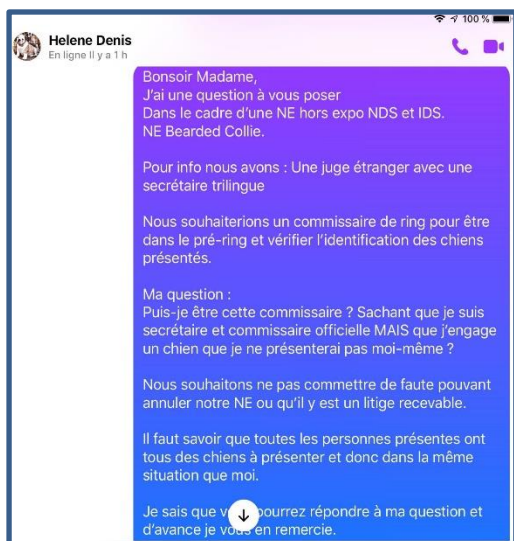 100 %
Helene Denis
En ligne Il y a 1 h
Bonsoir Madame,
J'ai une question à vous poser
Dans le cadre d'une NE hors expo NDS et IDS.
NE Bearded Collie.
Pour info nous avons : Une juge étranger avec une
secrétaire trilingue
Nous souhaiterions un commissaire de ring pour être
dans le pré-ring et vérifier l'identification des chiens
présentés.
Ma question :
Puis-je être cette commissaire ? Sachant que je suis
secrétaire et commissaire officielle MAIS que j'engage
un chien que je ne présenterai pas moi-même ?
Nous souhaitons ne pas commettre de faute pouvant
annuler notre NE ou qu'il y est un litige recevable.
Il faut savoir que toutes les personnes présentes ont
tous des chiens à présenter et donc dans la même
situation que moi.
Je sais que pourrez répondre à ma question et
d'avance je vous en remercie.